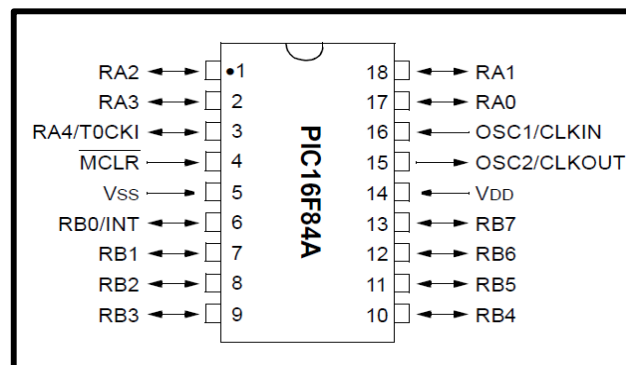 RA2 •1 18 RA1
RA3 2 17 RA0
RA4/T0CKI 3 16 OSC1/CLKIN
MCLR 4 15 OSC2/CLKOUT
VSS 5 14 VDD
RB0/INT 6 13 RB7
RB1 7 12 RB6
RB2 8 11 RB5
RB3 9 10 RB4
PIC16F84A